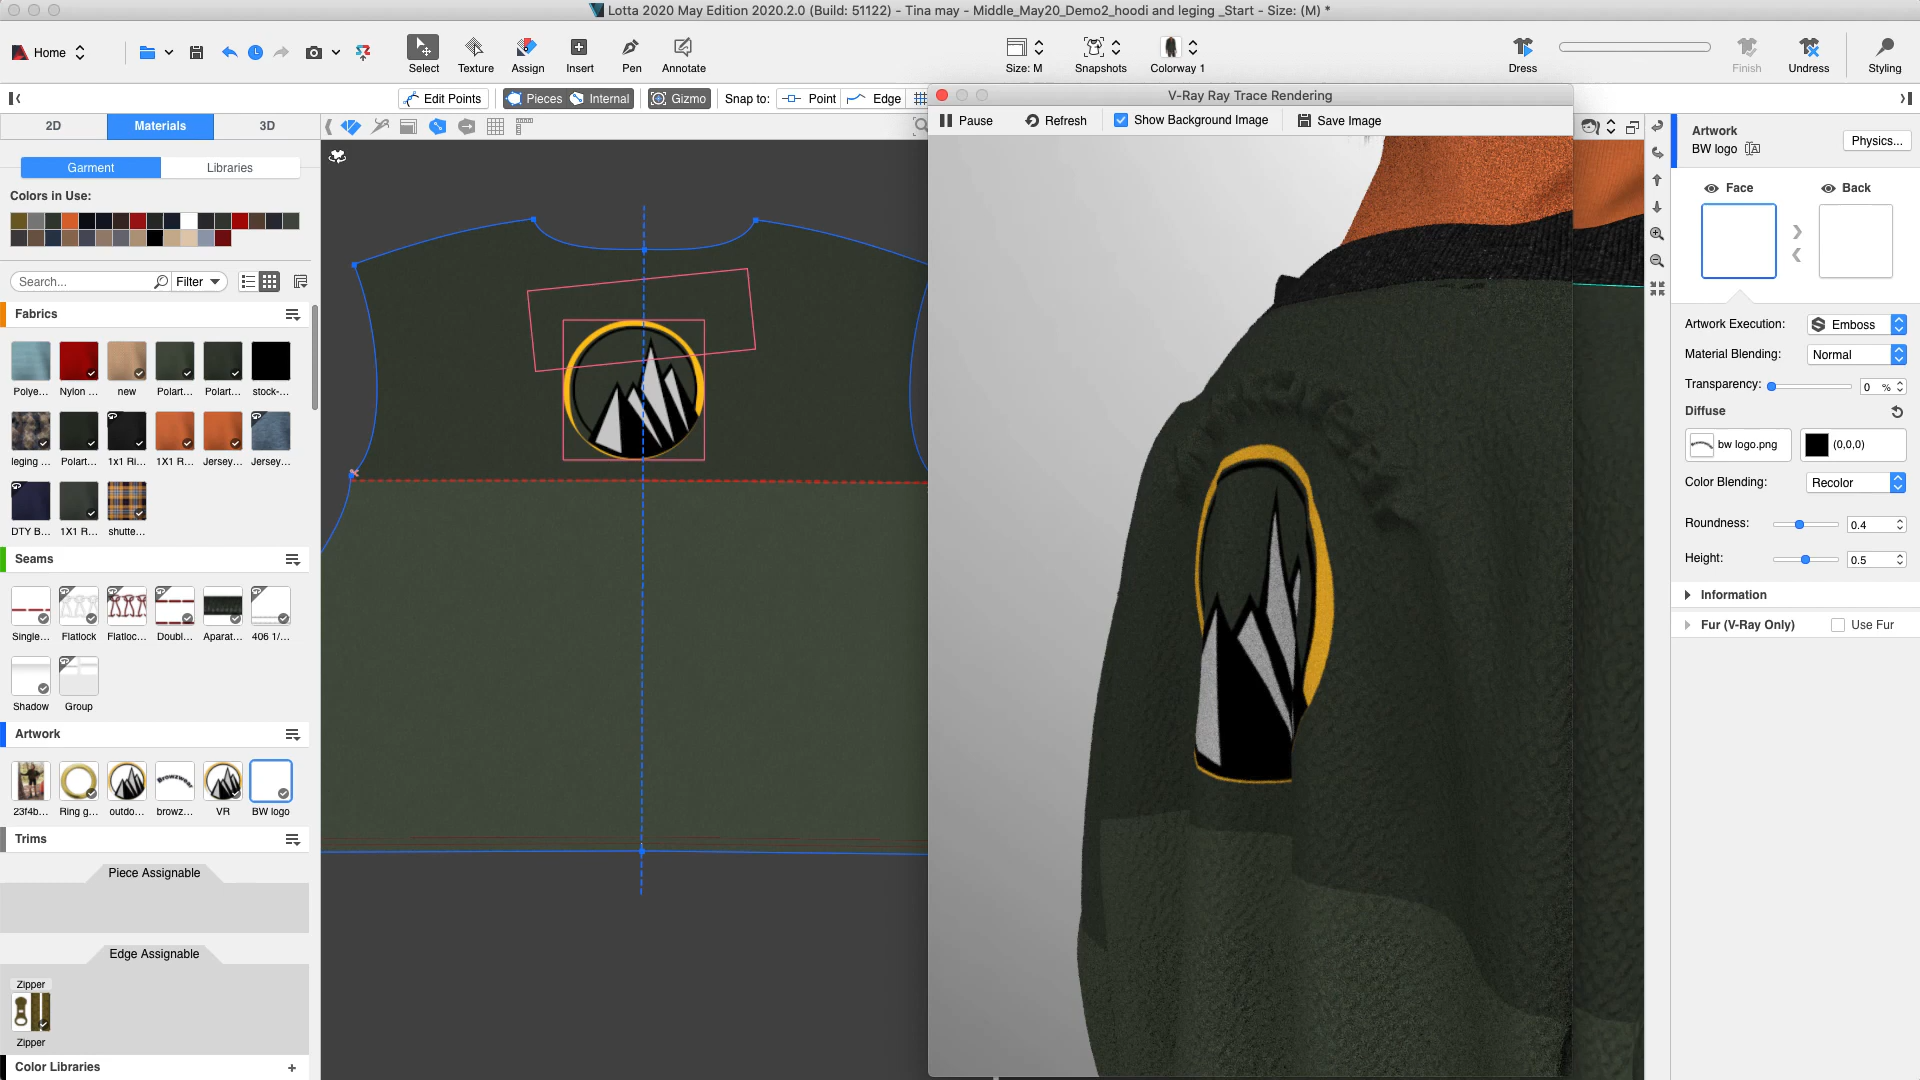 Lotta 2020 May Edition 2020.2.0 (Build: 51122) - Tina may - Middle_May20_Demo2_hoodi and leging _Start - Size: (M) *
Home
Select
Texture
Assign
Insert
Pen
Annotate
Size: M
Snapshots
Colorway 1
Dress
Finish
Undress
Styling
Edit Points
Pieces
Internal
Gizmo
Snap to:
Point
Edge
V-Ray Ray Trace Rendering
Pause
Refresh
Show Background Image
Save Image
2D
Materials
3D
Garment
Libraries
Colors in Use:
Search...
Filter
Fabrics
Polye...
Nylon ...
new
Polart...
Polart...
stock-...
leging ...
Polart...
1x1 Ri...
1X1 R...
Jersey...
Jersey...
DTY B...
1X1 R...
shutte...
Seams
Single...
Flatlock
Flatloc...
Doubl...
Aparat...
406 1/...
Shadow
Group
Artwork
Browzwear
23f4b...
Ring g...
outdo...
browz...
VR
BW logo
Trims
Piece Assignable
Edge Assignable
Zipper
Zipper
Color Libraries
+
Artwork
BW logo
Physics...
Face
Back
Artwork Execution:
Emboss
Material Blending:
Normal
Transparency:
0 %
Diffuse
bw logo.png
(0,0,0)
Color Blending:
Recolor
Roundness:
0.4
Height:
0.5
Information
Fur (V-Ray Only)
Use Fur